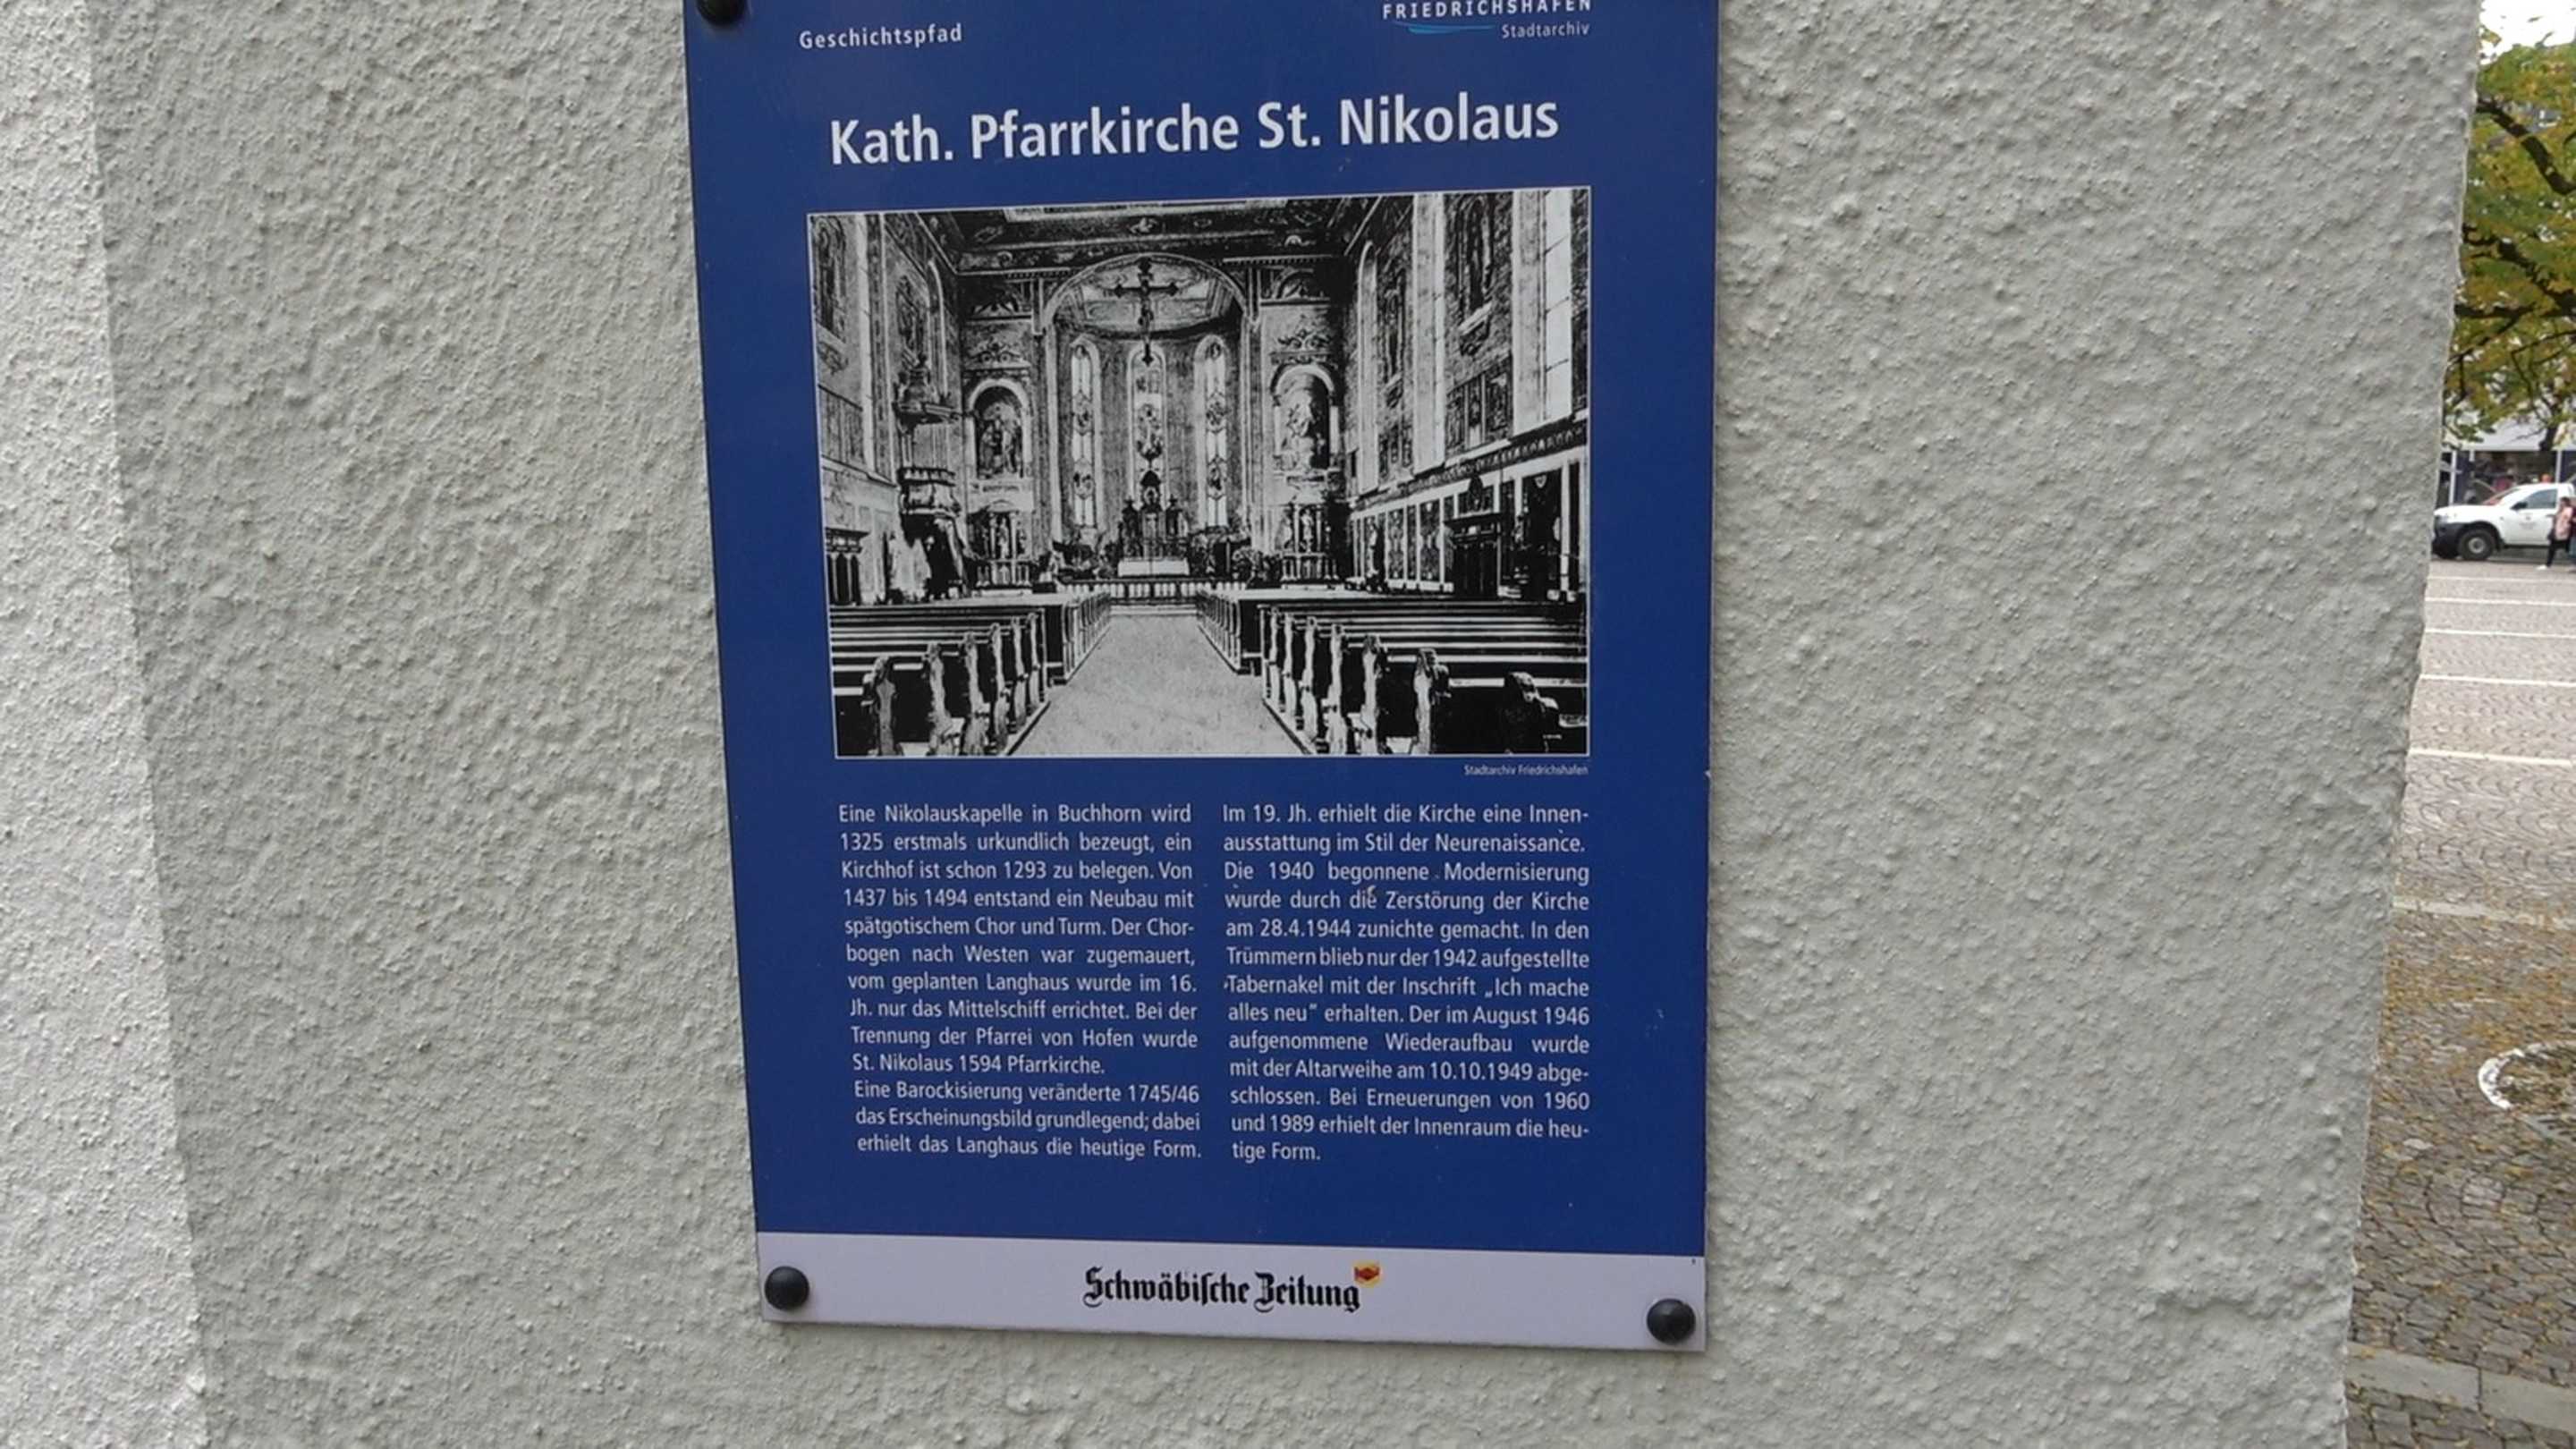 Geschichtspfad
FRIEDRICHSHAFEN
Stadtarchiv
Kath. Pfarrkirche St. Nikolaus
Stadtarchiv Friedrichshafen
Eine Nikolauskapelle in Buchhorn wird
1325 erstmals urkundlich bezeugt, ein
Kirchhof ist schon 1293 zu belegen. Von
1437 bis 1494 entstand ein Neubau mit
spätgotischem Chor und Turm. Der Chor-
bogen nach Westen war zugemauert,
vom geplanten Langhaus wurde im 16.
Jh. nur das Mittelschiff errichtet. Bei der
Trennung der Pfarrei von Hofen wurde
St. Nikolaus 1594 Pfarrkirche.
Eine Barockisierung veränderte 1745/46
das Erscheinungsbild grundlegend; dabei
erhielt das Langhaus die heutige Form.
Im 19. Jh. erhielt die Kirche eine Innen-
ausstattung im Stil der Neurenaissance.
Die 1940 begonnene Modernisierung
wurde durch die Zerstörung der Kirche
am 28.4.1944 zunichte gemacht. In den
Trümmern blieb nur der 1942 aufgestellte
Tabernakel mit der Inschrift „Ich mache
alles neu" erhalten. Der im August 1946
aufgenommene Wiederaufbau wurde
mit der Altarweihe am 10.10.1949 abge-
schlossen. Bei Erneuerungen von 1960
und 1989 erhielt der Innenraum die heu-
tige Form.
Schwäbische Zeitung